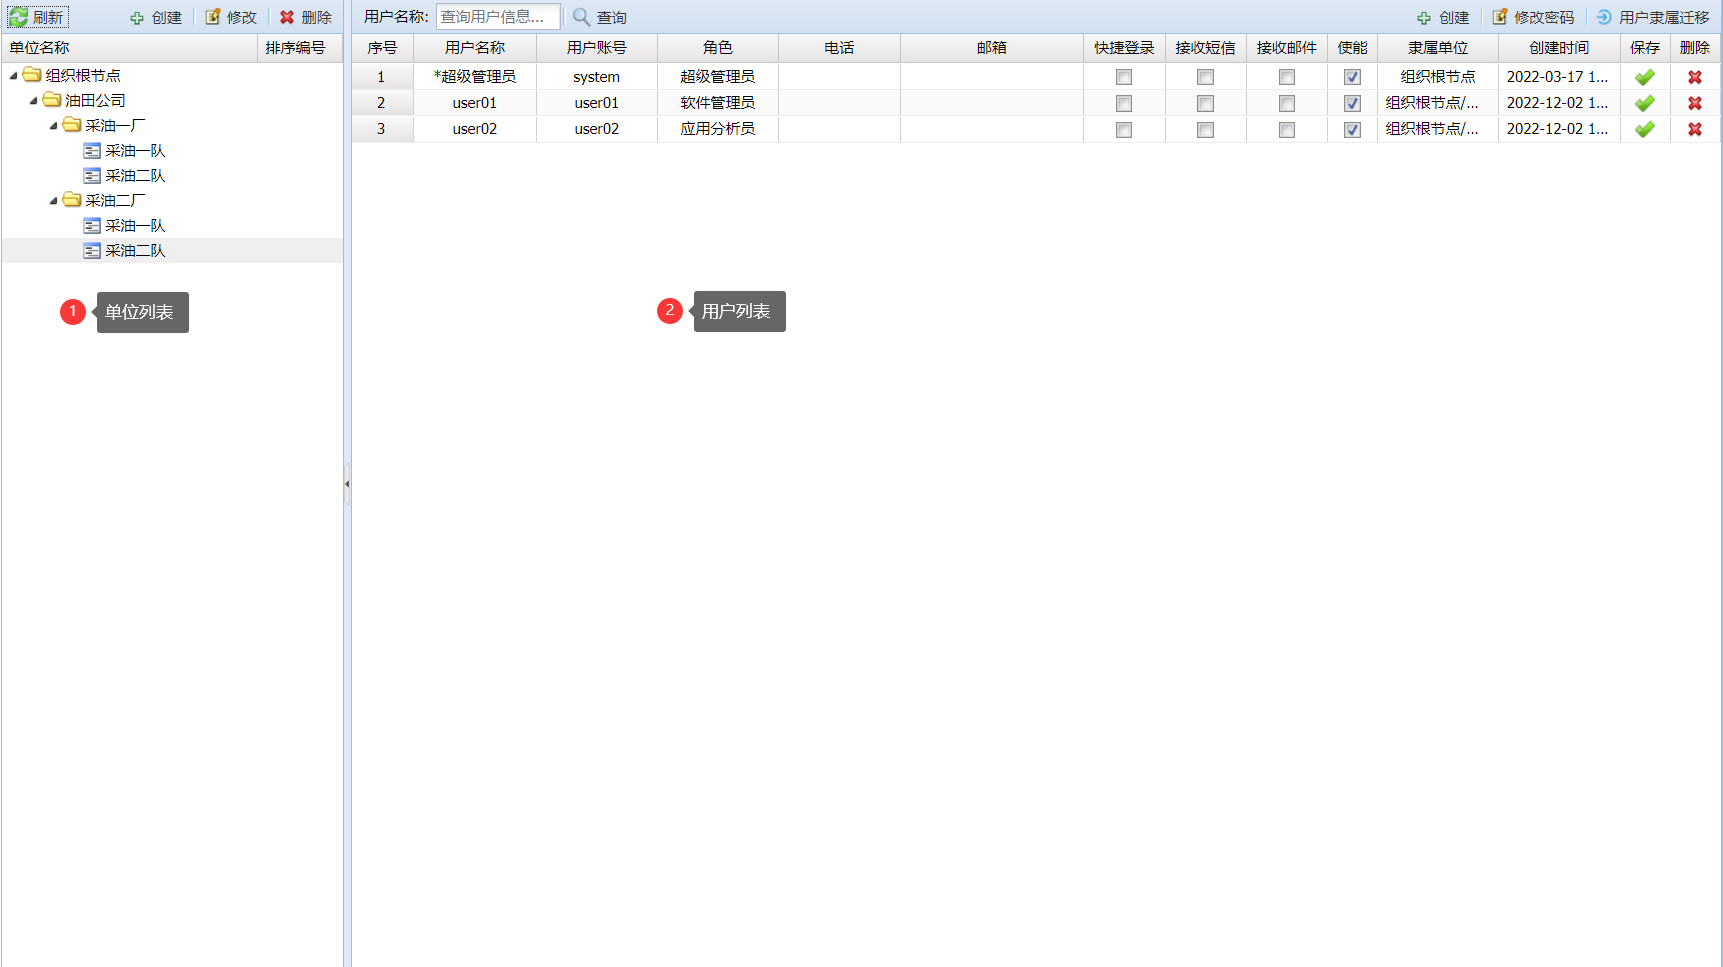 刷新 创建 修改 删除 用户名称: 查询用户信息... 查询 创建 修改密码 用户隶属迁移
单位名称 排序编号
组织根节点
油田公司
采油一厂
采油一队
采油二队
采油二厂
采油一队
采油二队
1 单位列表
序号 用户名称 用户账号 角色 电话 邮箱 快捷登录 接收短信 接收邮件 使能 隶属单位 创建时间 保存 删除
1 *超级管理员 system 超级管理员 组织根节点 2022-03-17 1...
2 user01 user01 软件管理员 组织根节点/... 2022-12-02 1...
3 user02 user02 应用分析员 组织根节点/... 2022-12-02 1...
2 用户列表